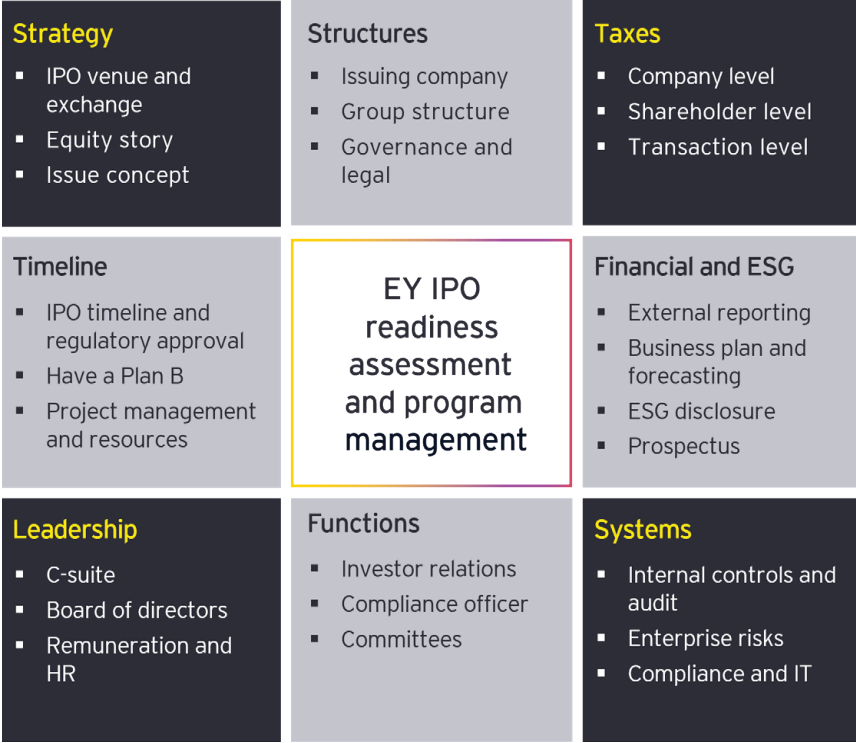 Strategy
▪ IPO venue and
exchange
▪ Equity story
▪ Issue concept
Structures
▪ Issuing company
▪ Group structure
▪ Governance and
legal
Taxes
▪ Company level
▪ Shareholder level
▪ Transaction level
Timeline
▪ IPO timeline and
regulatory approval
▪ Have a Plan B
▪ Project management
and resources
EY IPO
readiness
assessment
and program
management
Financial and ESG
▪ External reporting
▪ Business plan and
forecasting
▪ ESG disclosure
▪ Prospectus
Leadership
▪ C-suite
▪ Board of directors
▪ Remuneration and
HR
Functions
▪ Investor relations
▪ Compliance officer
▪ Committees
Systems
▪ Internal controls and
audit
▪ Enterprise risks
▪ Compliance and IT